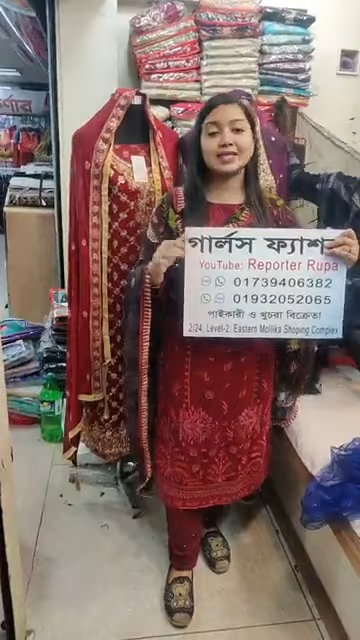 গার্লস ফ্যাশন
YouTube: Reporter Rupa
01739406382
01932052065
পাইকারী ও খুচরা বিক্রেতা
2/24, Level-2, Eastern Mollika Shoping Complex